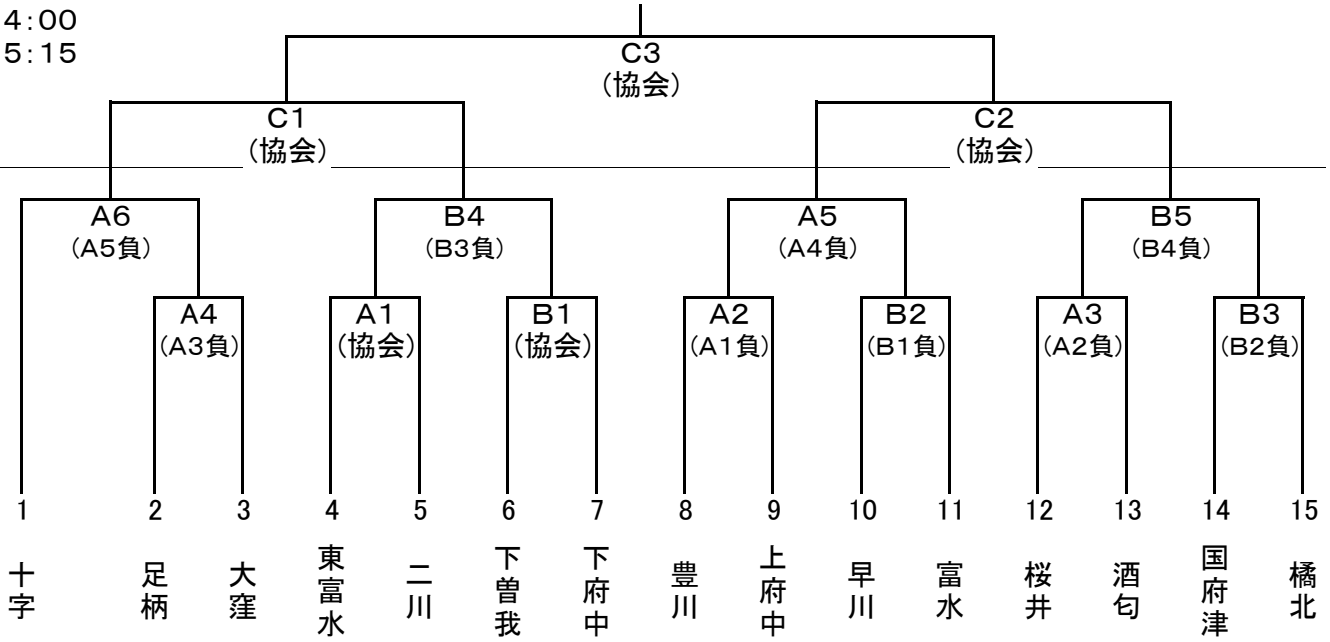 4:00
5:15
C3
(協会)
C1
(協会)
C2
(協会)
A6
(A5負)
B4
(B3負)
A5
(A4負)
B5
(B4負)
A4
(A3負)
A1
(協会)
B1
(協会)
A2
(A1負)
B2
(B1負)
A3
(A2負)
B3
(B2負)
1
2
3
4
5
6
7
8
9
10
11
12
13
14
15
十字
足柄
大窪
東富水
二川
下曽我
下府中
豊川
上府中
早川
富水
桜井
酒匂
国府津
橘北